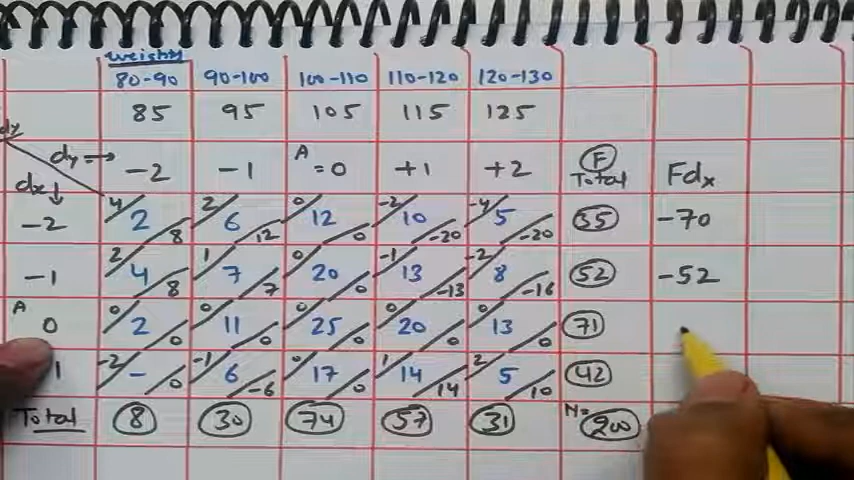 weights
80-90 90-100 100-110 110-120 120-130
85 95 105 115 125
dx
dy → -2 -1 A =0 +1 +2 F Total Fdx
dx ↓
-2 4 2 8 2 6 12 0 12 0 -2 10 -20 -4 5 -20 35 -70
-1 2 4 8 1 7 7 0 20 0 -1 13 -13 -2 8 -16 52 -52
A 0 0 2 0 0 11 0 0 25 0 0 20 0 0 13 0 71
1 -2 - 0 -1 6 -6 0 17 0 1 14 14 2 5 10 42
Total 8 30 74 57 31 N= 200